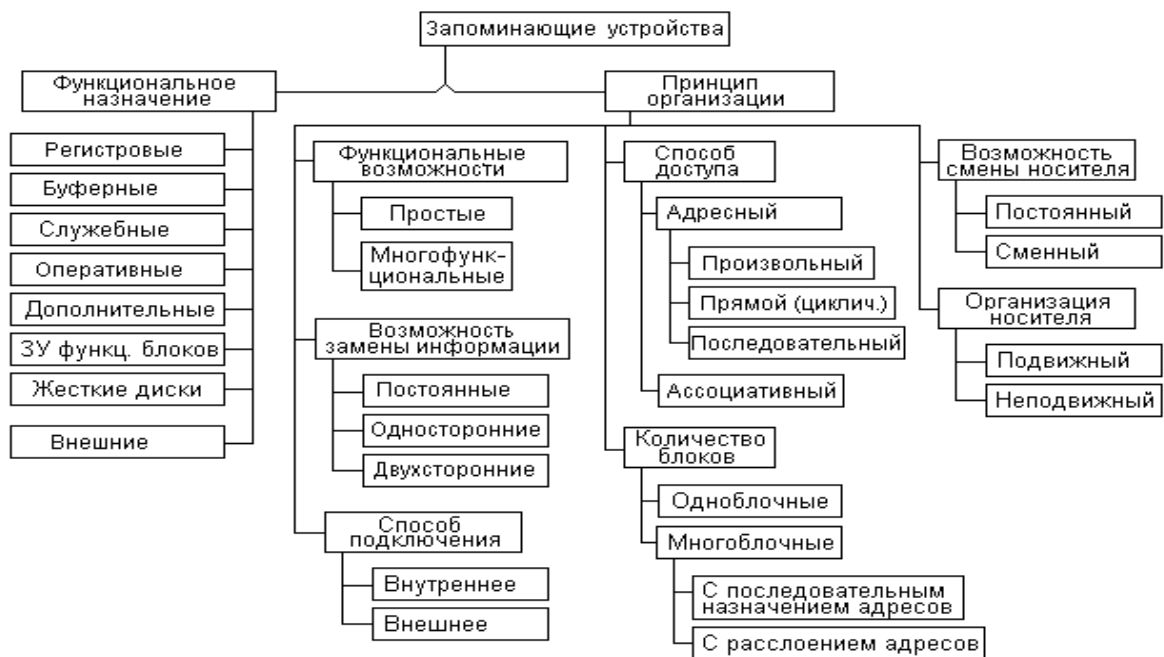 Запоминающие устройства
Функциональное
назначение
Регистровые
Буферные
Служебные
Оперативные
Дополнительные
ЗУ функц. блоков
Жесткие диски
Внешние
Принцип
организации
Функциональные
возможности
Простые
Многофунк-
циональные
Возможность
замены информации
Постоянные
Односторонние
Двухсторонние
Способ
подключения
Внутреннее
Внешнее
Способ
доступа
Адресный
Произвольный
Прямой (циклич.)
Последовательный
Ассоциативный
Количество
блоков
Одноблочные
Многоблочные
С последовательным
назначением адресов
С расслоением адресов
Возможность
смены носителя
Постоянный
Сменный
Организация
носителя
Подвижный
Неподвижный